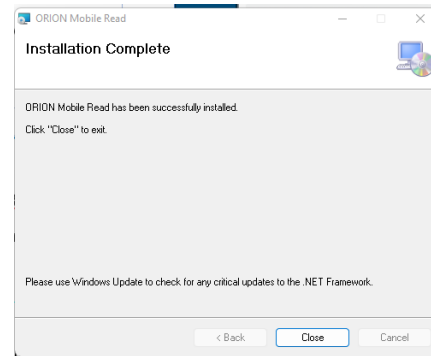 ORION Mobile Read
Installation Complete
ORION Mobile Read has been successfully installed.
Click "Close" to exit.
Please use Windows Update to check for any critical updates to the .NET Framework.
< Back
Close
Cancel